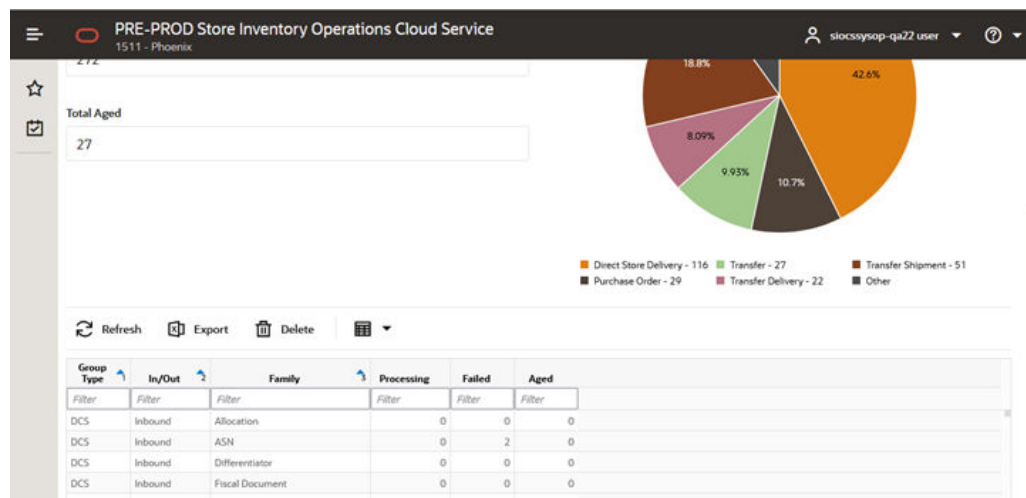 PRE-PROD Store Inventory Operations Cloud Service
1511 - Phoenix
siocssysop-qa22 user
272
Total Aged
27
18.8%
42.6%
8.09%
9.93%
10.7%
Direct Store Delivery - 116 Transfer - 27 Transfer Shipment - 51
Purchase Order - 29 Transfer Delivery - 22 Other
Refresh Export Delete
Group Type 1 In/Out 2 Family 3 Processing Failed Aged
Filter Filter Filter Filter Filter Filter
DCS Inbound Allocation 0 0 0
DCS Inbound ASN 0 2 0
DCS Inbound Differentiator 0 0 0
DCS Inbound Fiscal Document 0 0 0